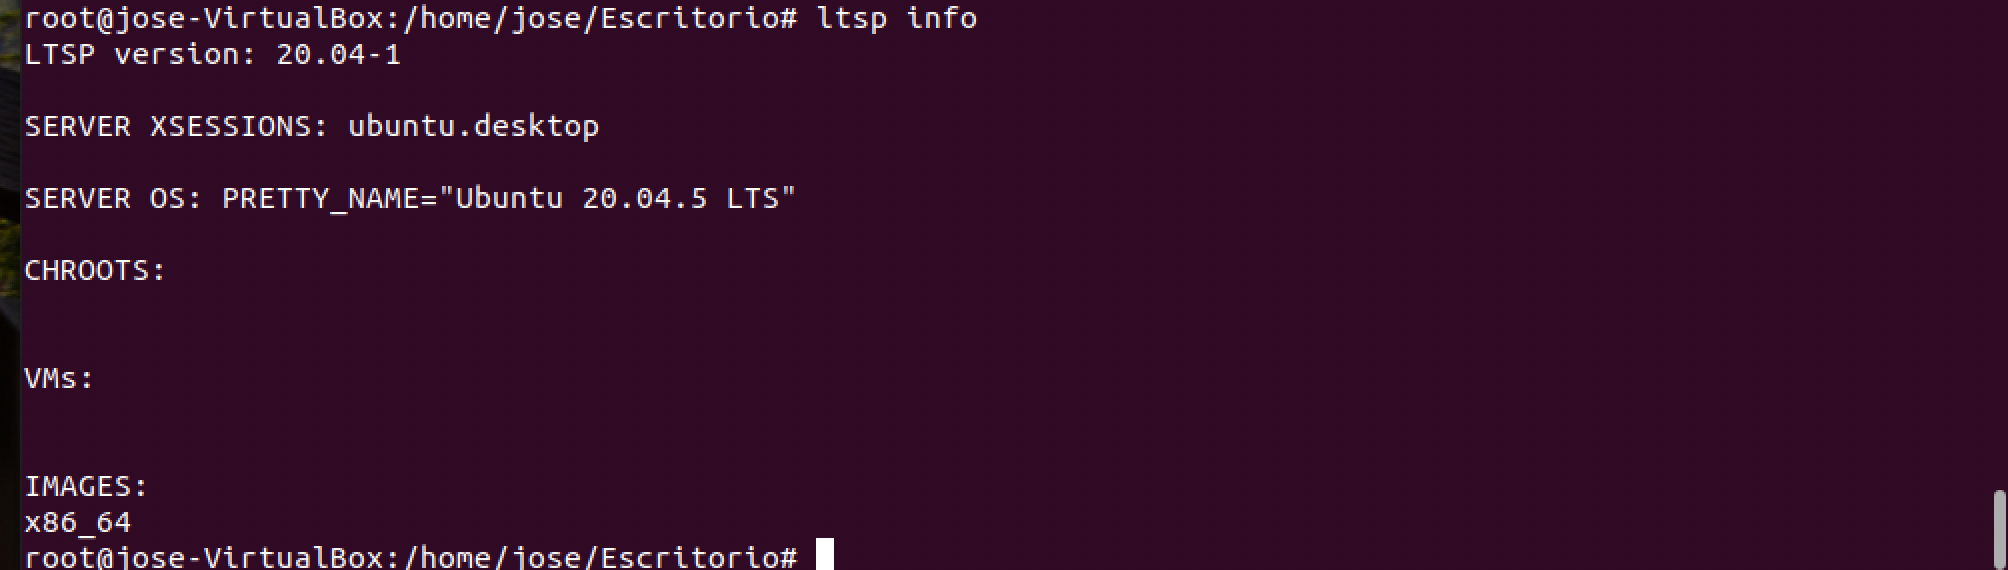 root@jose-VirtualBox:/home/jose/Escritorio# ltsp info
LTSP version: 20.04-1
SERVER XSESSIONS: ubuntu.desktop
SERVER OS: PRETTY_NAME="Ubuntu 20.04.5 LTS"
CHROOTS:
VMs:
IMAGES:
x86_64
root@jose-VirtualBox:/home/jose/Escritorio#